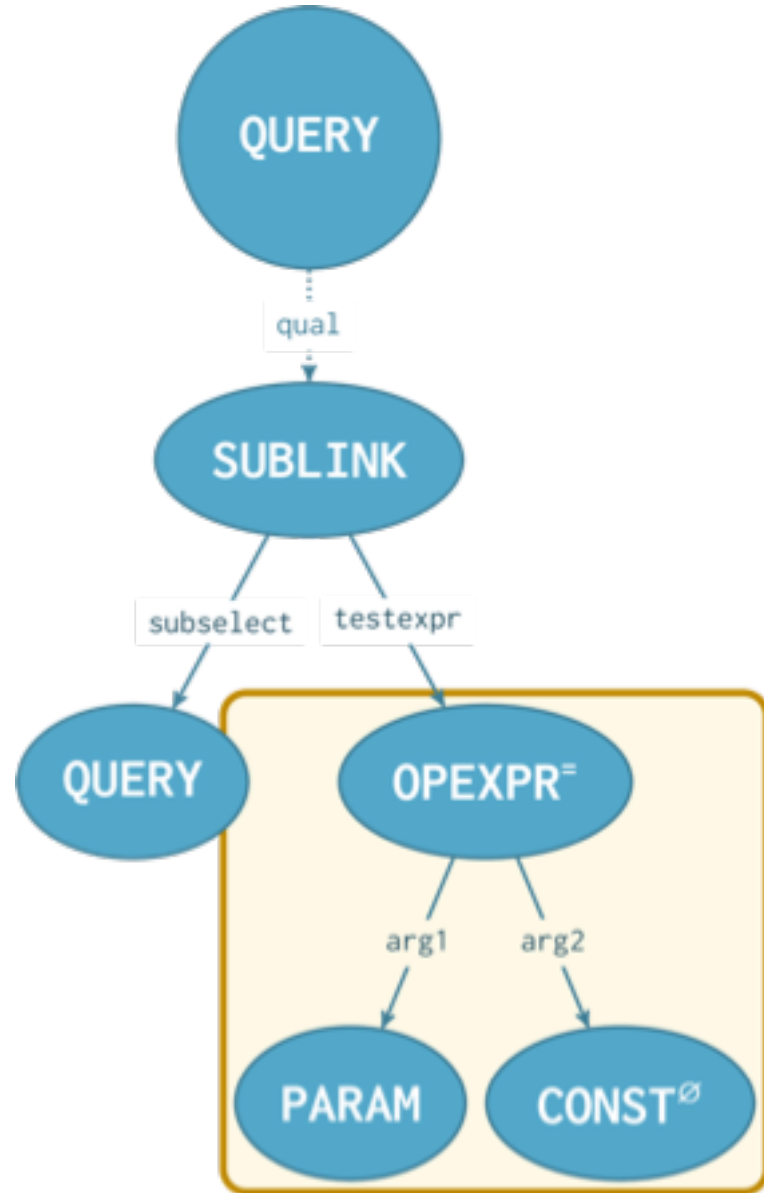 QUERY
qual
SUBLINK
subselect testexpr
QUERY OPEXPR⁼
arg1 arg2
PARAM CONST∅